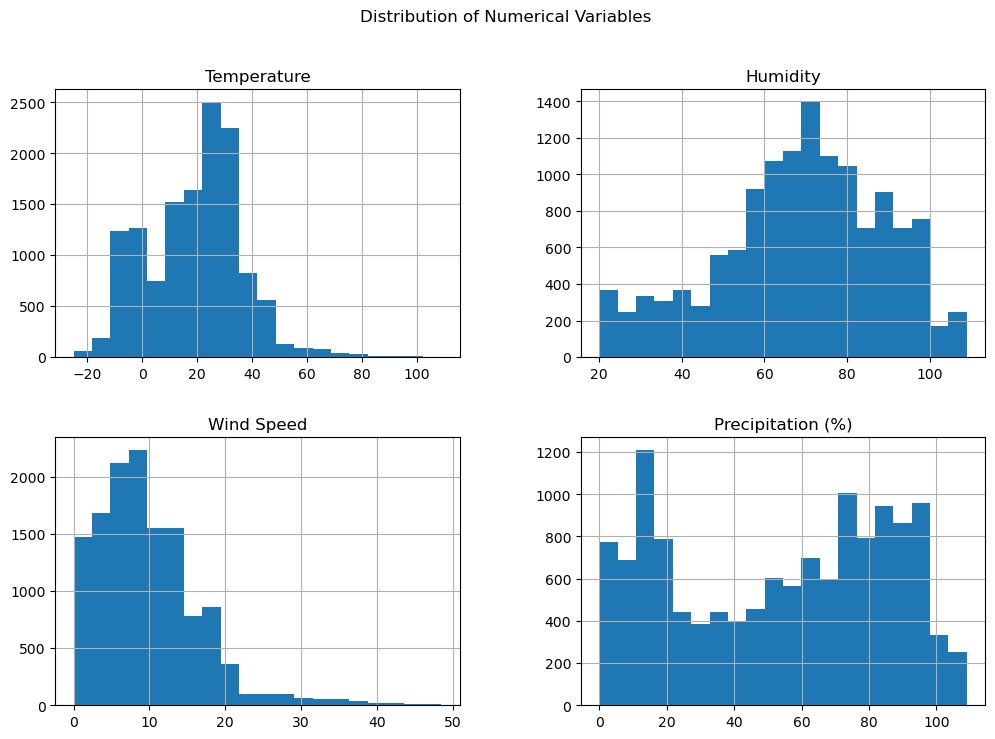 Distribution of Numerical Variables
Temperature
2500
2000
1500
1000
500
0
−20 0 20 40 60 80 100
Humidity
1400
1200
1000
800
600
400
200
0
20 40 60 80 100
Wind Speed
2000
1500
1000
500
0
0 10 20 30 40 50
Precipitation (%)
1200
1000
800
600
400
200
0
0 20 40 60 80 100